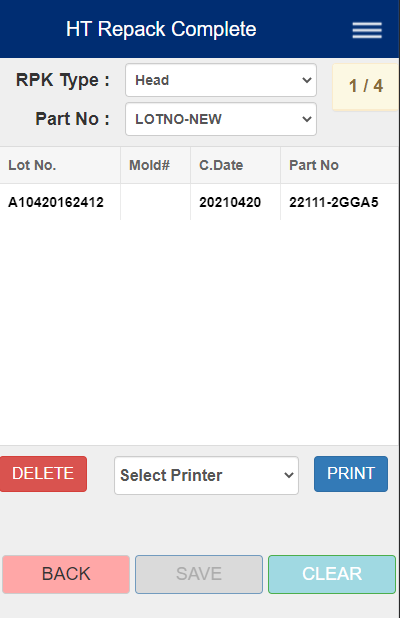 HT Repack Complete
RPK Type : Head 1 / 4
Part No : LOTNO-NEW
Lot No. Mold# C.Date Part No
A10420162412 20210420 22111-2GGA5
DELETE Select Printer PRINT
BACK SAVE CLEAR